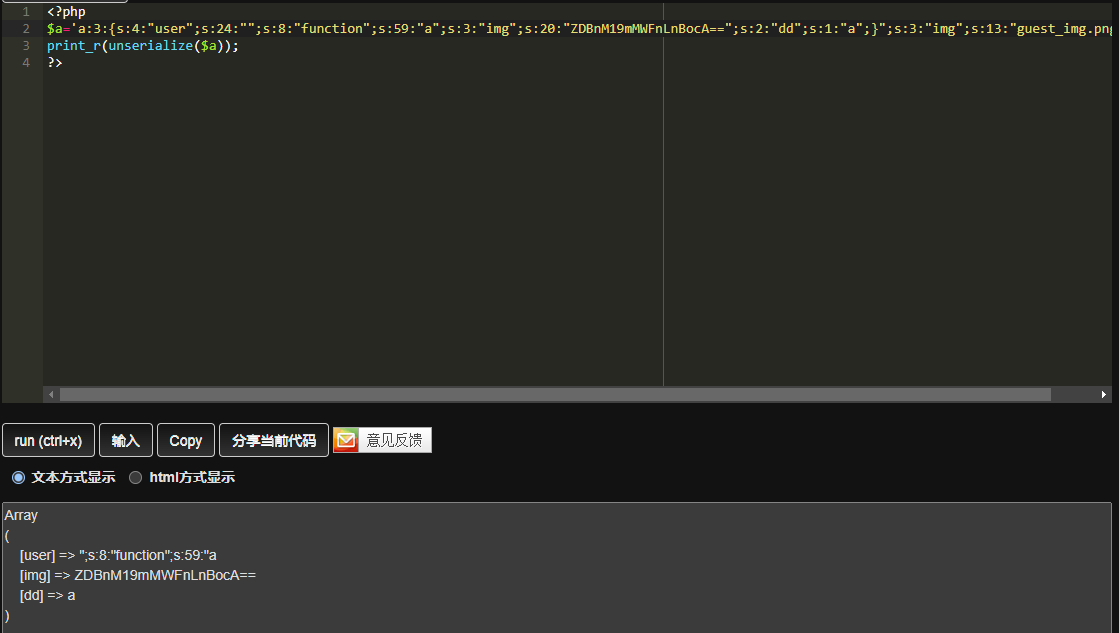 1 <?php
2 $a='a:3:{s:4:"user";s:24:"";s:8:"function";s:59:"a";s:3:"img";s:20:"ZDBnM19mMWFnLnBocA==";s:2:"dd";s:1:"a";}";s:3:"img";s:13:"guest_img.png
3 print_r(unserialize($a));
4 ?>
run (ctrl+x) 输入 Copy 分享当前代码 意见反馈
文本方式显示 html方式显示
Array
(
[user] => ";s:8:"function";s:59:"a
[img] => ZDBnM19mMWFnLnBocA==
[dd] => a
)